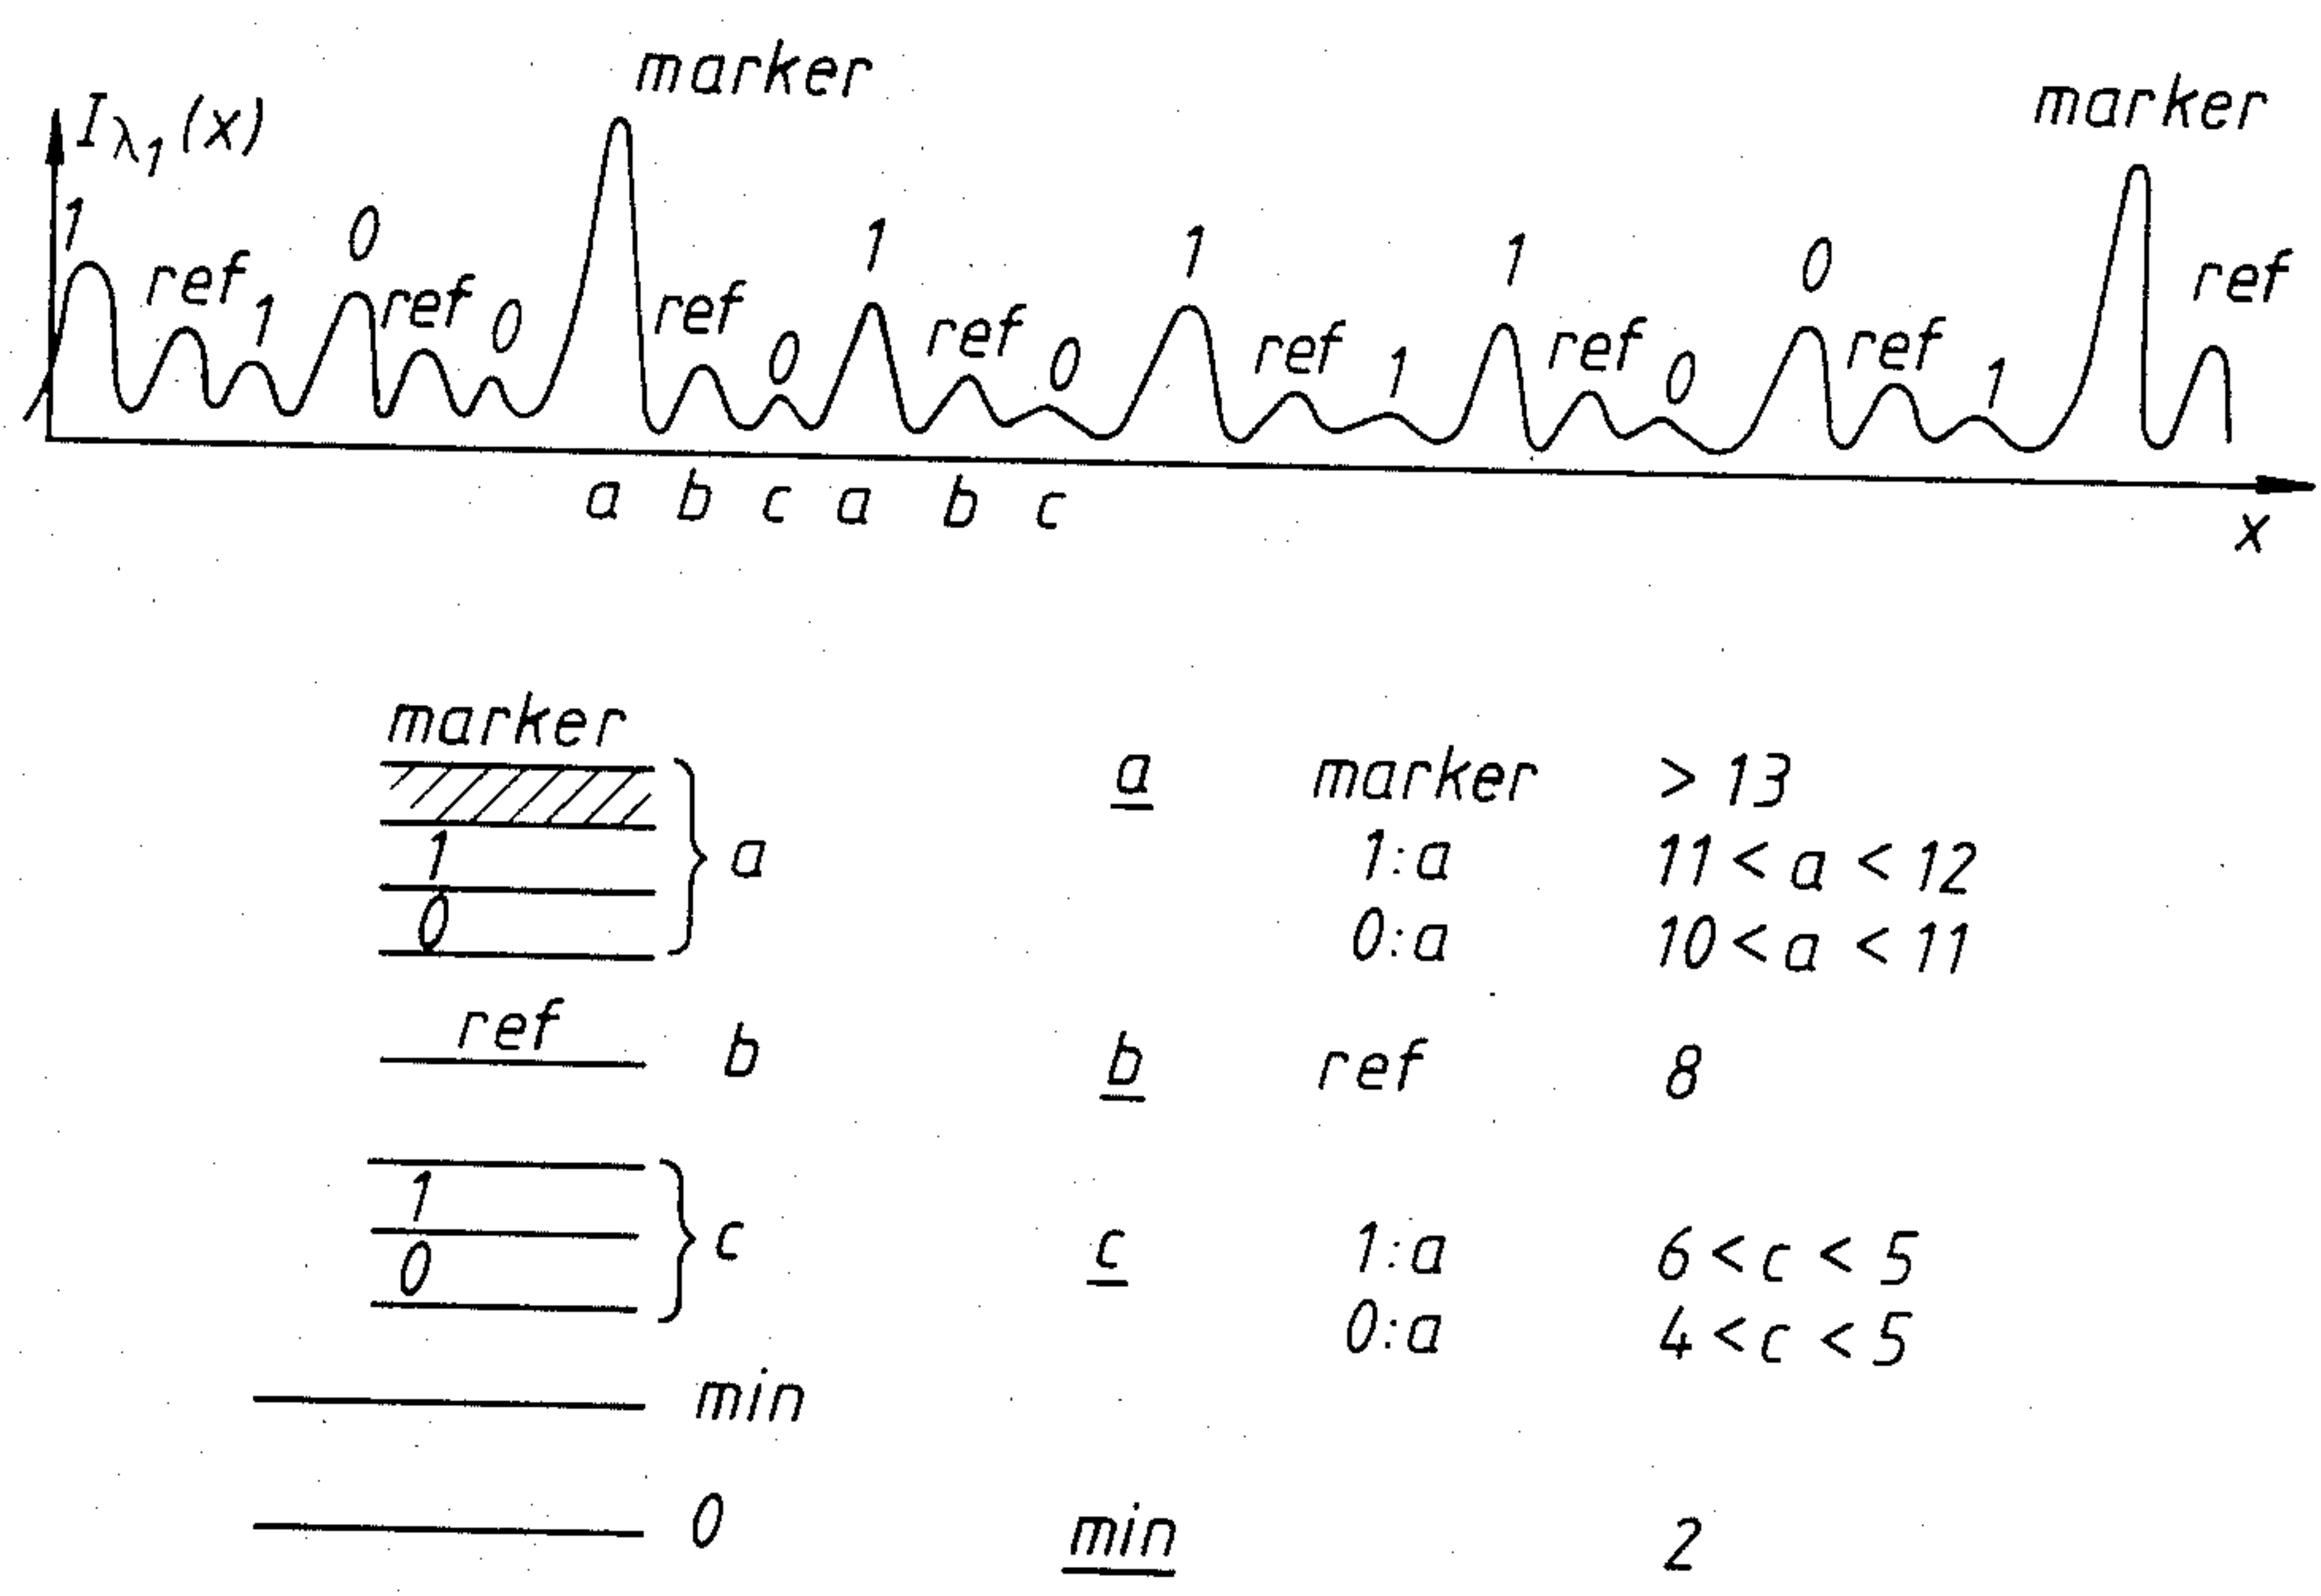 marker
marker
Iλ1(x)
1 ref 1 0 ref 0 ref 0 1 ref 0 1 ref 1 1 ref 0 0 ref 1 ref
a b c a b c
x
marker
1
0
a
ref
b
1
0
c
min
0
a marker > 13
1:a 11 < a < 12
0:a 10 < a < 11
b ref 8
c 1:a 6 < c < 5
0:a 4 < c < 5
min 2